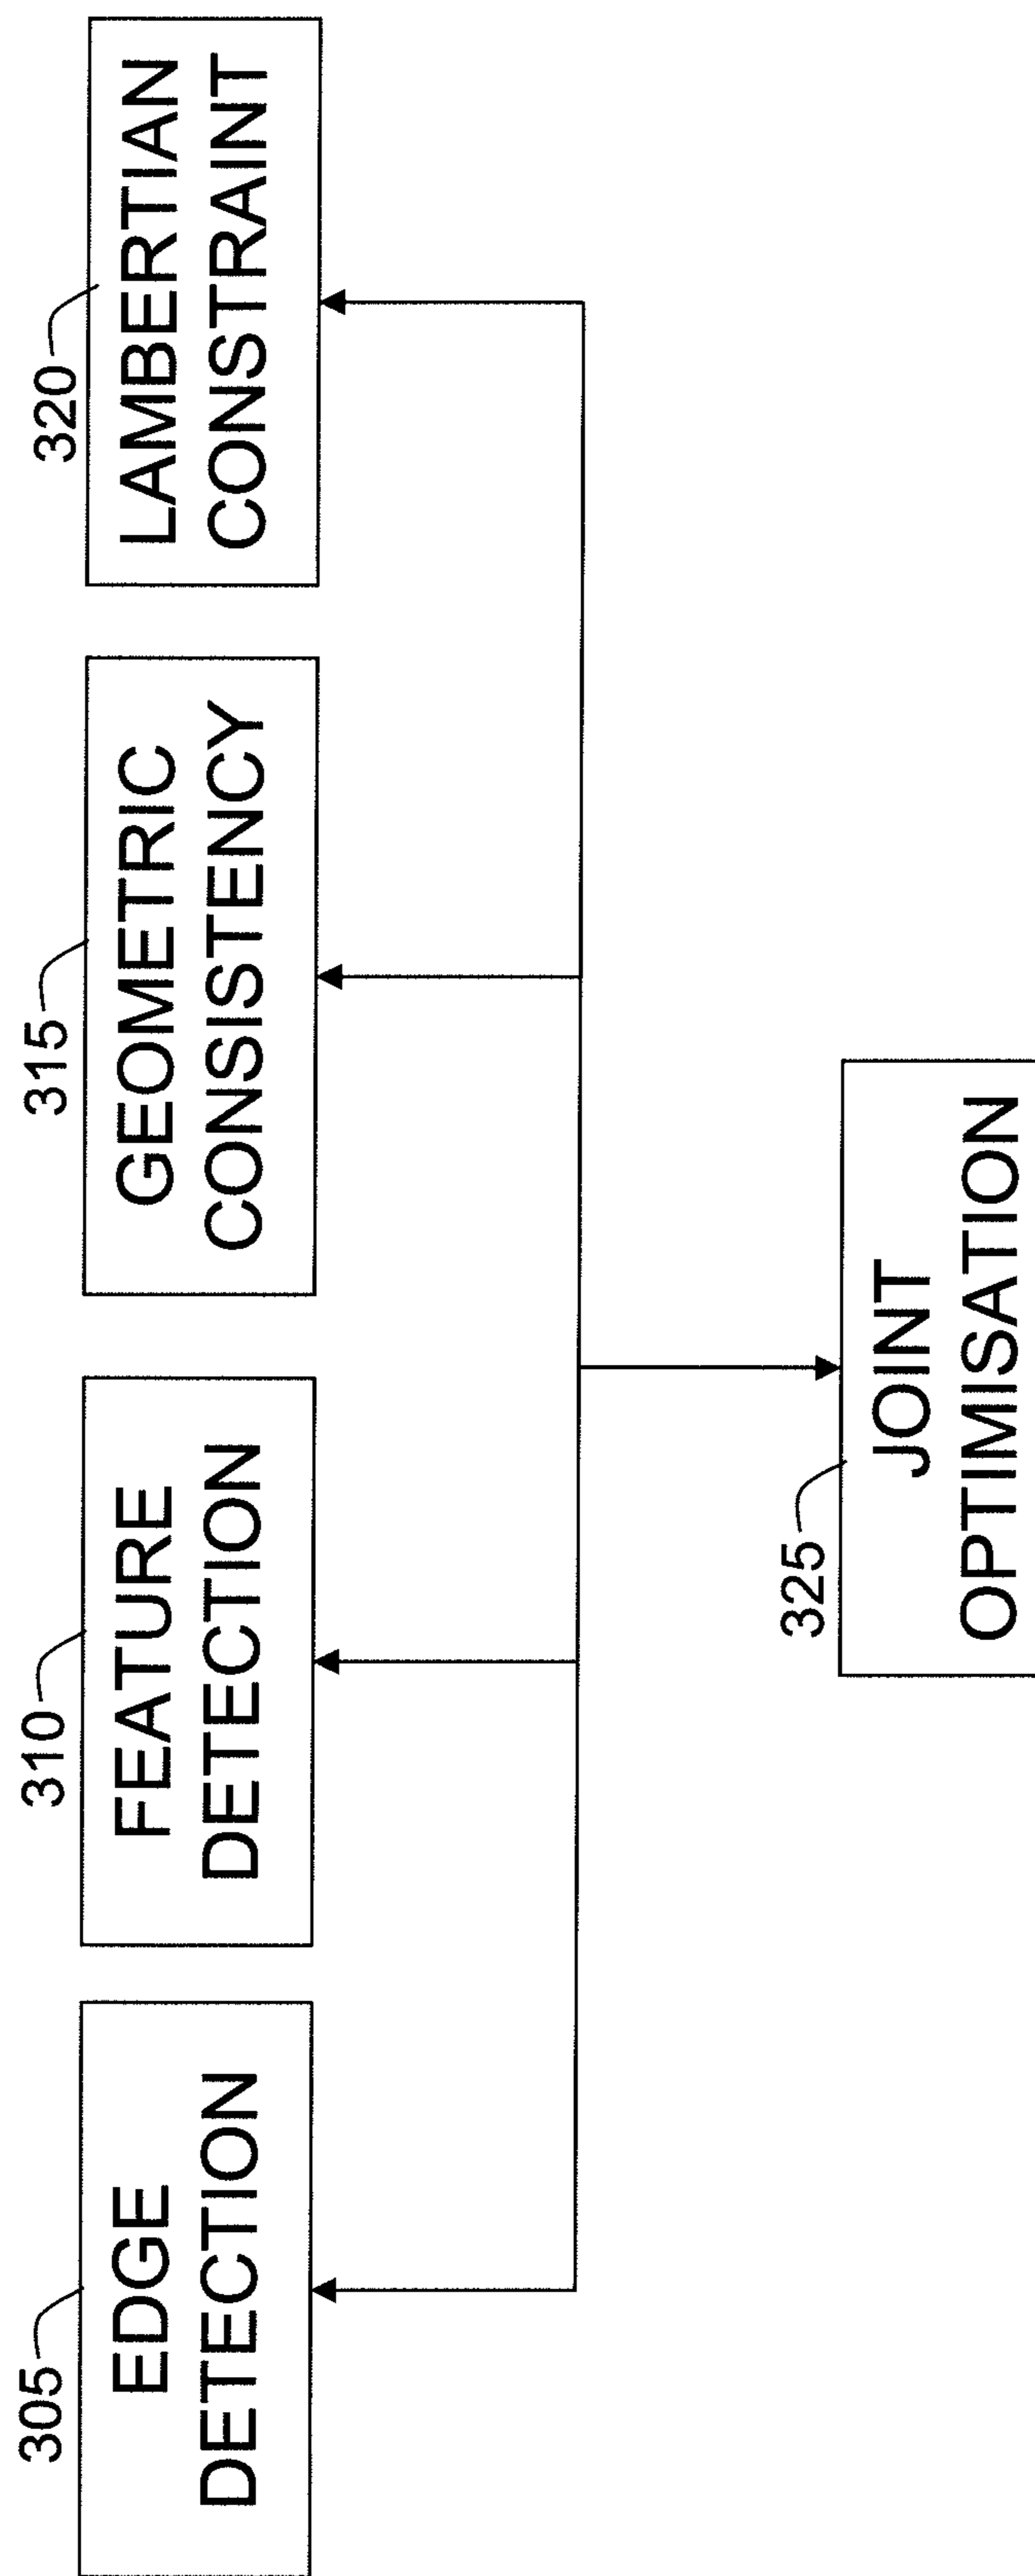 305
EDGE
DETECTION
310
FEATURE
DETECTION
315
GEOMETRIC
CONSISTENCY
320
LAMBERTIAN
CONSTRAINT
325
JOINT
OPTIMISATION